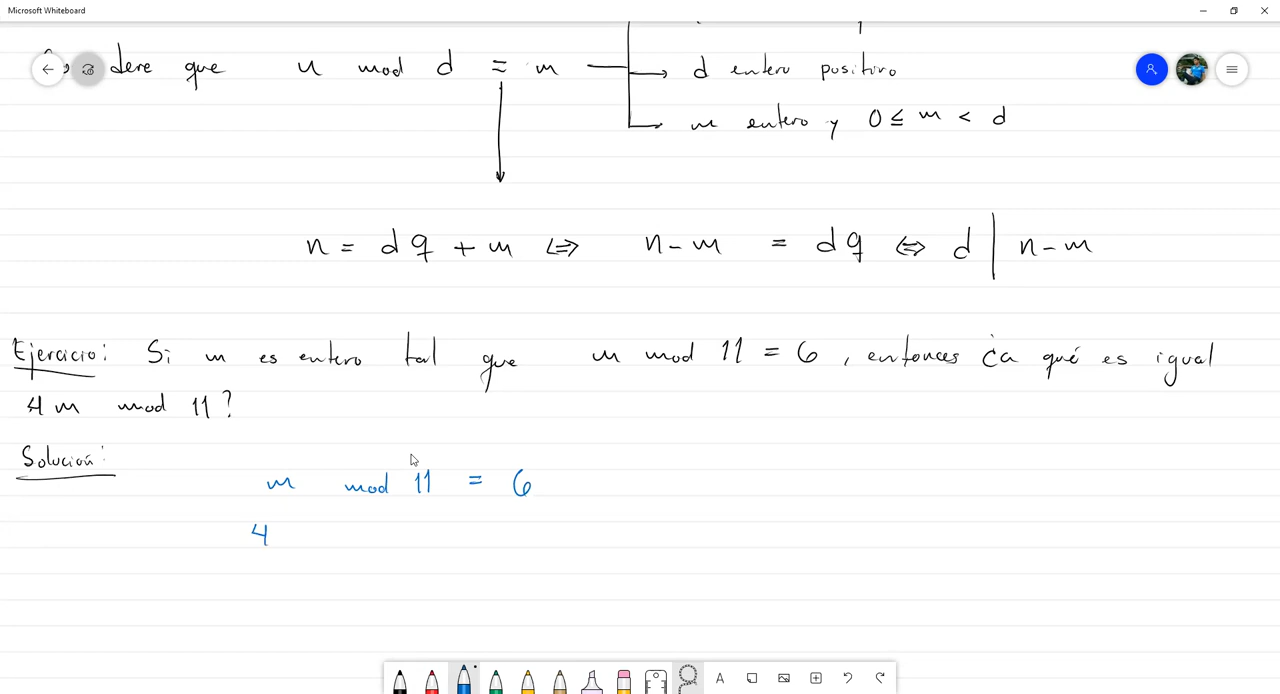 Microsoft Whiteboard
dere que n mod d = m
d entero positivo
m entero y 0 ≤ m < d
n = dq + m ⇔ n - m = dq ⇔ d | n - m
Ejercicio: Si m es entero tal que m mod 11 = 6, entonces ¿a qué es igual
4m mod 11?
Solución:
m mod 11 = 6
4